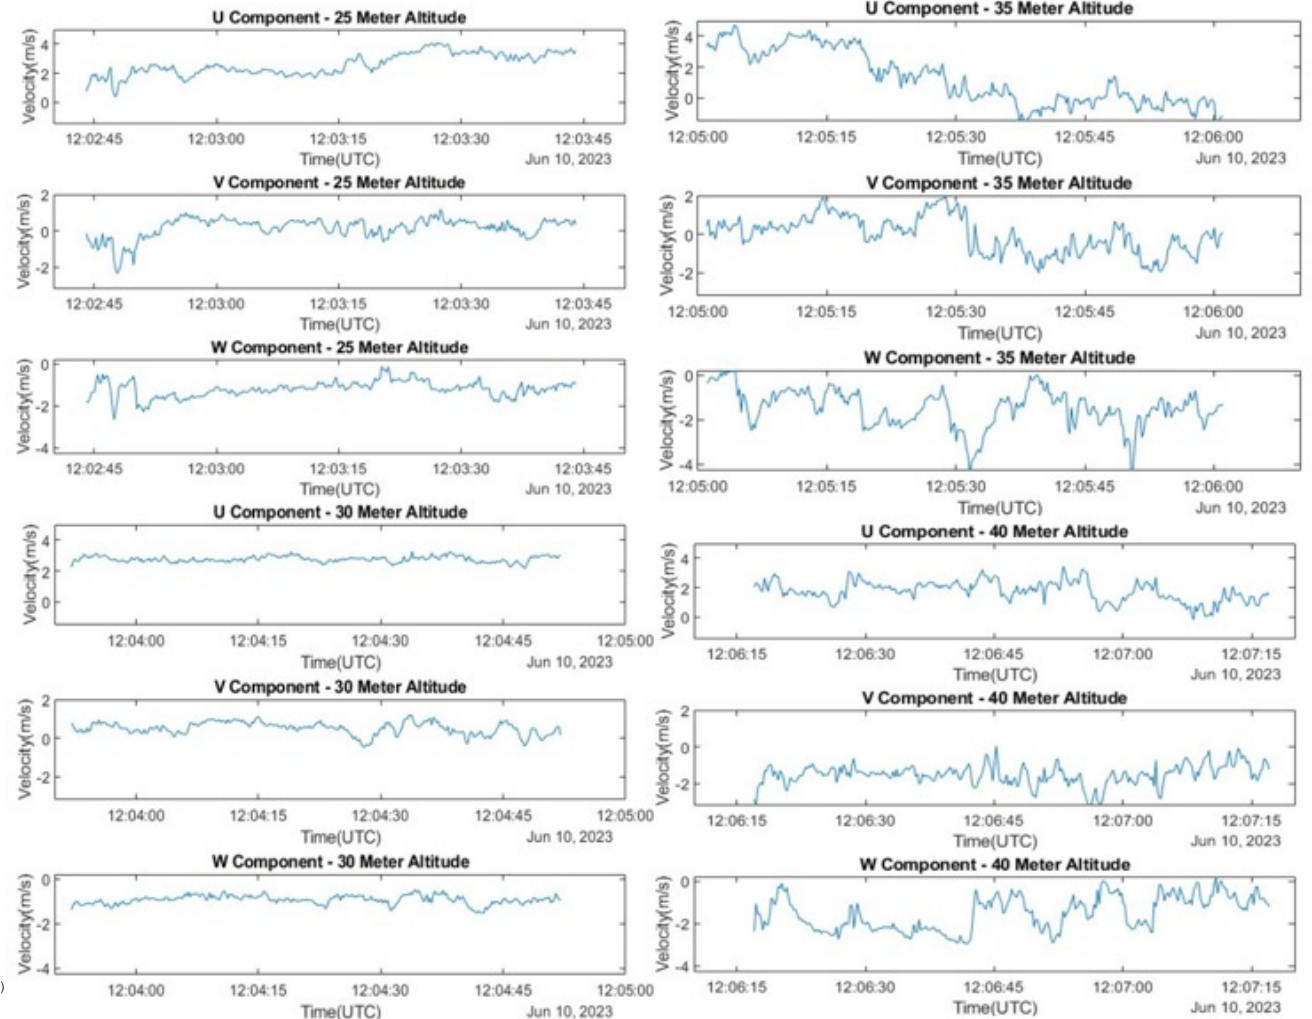 U Component - 25 Meter Altitude
Velocity(m/s)
4
2
0
12:02:45 12:03:00 12:03:15 12:03:30 12:03:45
Time(UTC)
Jun 10, 2023
V Component - 25 Meter Altitude
Velocity(m/s)
2
0
-2
12:02:45 12:03:00 12:03:15 12:03:30 12:03:45
Time(UTC)
Jun 10, 2023
W Component - 25 Meter Altitude
Velocity(m/s)
0
-2
-4
12:02:45 12:03:00 12:03:15 12:03:30 12:03:45
Time(UTC)
Jun 10, 2023
U Component - 30 Meter Altitude
Velocity(m/s)
4
2
0
12:04:00 12:04:15 12:04:30 12:04:45 12:05:00
Time(UTC)
Jun 10, 2023
V Component - 30 Meter Altitude
Velocity(m/s)
2
0
-2
12:04:00 12:04:15 12:04:30 12:04:45 12:05:00
Time(UTC)
Jun 10, 2023
W Component - 30 Meter Altitude
Velocity(m/s)
0
-2
-4
)
12:04:00 12:04:15 12:04:30 12:04:45 12:05:00
Time(UTC)
Jun 10, 2023
U Component - 35 Meter Altitude
Velocity(m/s)
4
2
0
12:05:00 12:05:15 12:05:30 12:05:45 12:06:00
Time(UTC)
Jun 10, 2023
V Component - 35 Meter Altitude
Velocity(m/s)
2
0
-2
12:05:00 12:05:15 12:05:30 12:05:45 12:06:00
Time(UTC)
Jun 10, 2023
W Component - 35 Meter Altitude
Velocity(m/s)
0
-2
-4
12:05:00 12:05:15 12:05:30 12:05:45 12:06:00
Time(UTC)
Jun 10, 2023
U Component - 40 Meter Altitude
Velocity(m/s)
4
2
0
12:06:15 12:06:30 12:06:45 12:07:00 12:07:15
Time(UTC)
Jun 10, 2023
V Component - 40 Meter Altitude
Velocity(m/s)
2
0
-2
12:06:15 12:06:30 12:06:45 12:07:00 12:07:15
Time(UTC)
Jun 10, 2023
W Component - 40 Meter Altitude
Velocity(m/s)
0
-2
-4
12:06:15 12:06:30 12:06:45 12:07:00 12:07:15
Time(UTC)
Jun 10, 2023